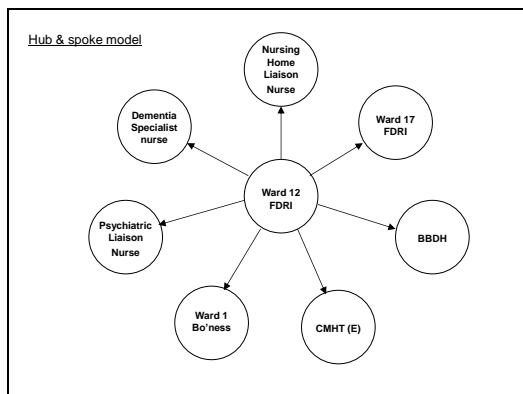 Hub & spoke model
Nursing
Home
Liaison
Nurse
Dementia
Specialist
nurse
Ward 17
FDRI
Ward 12
FDRI
Psychiatric
Liaison
Nurse
BBDH
Ward 1
Bo'ness
CMHT (E)